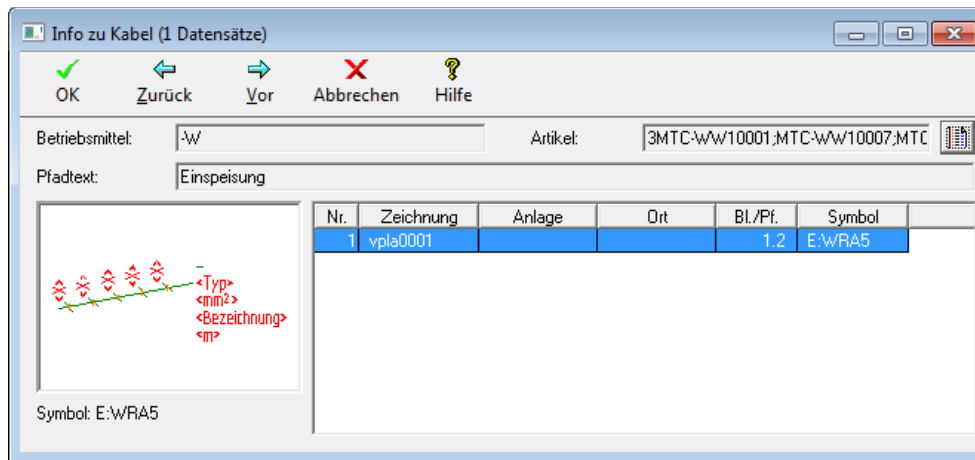 Info zu Kabel (1 Datensätze)
OK Zurück Vor Abbrechen Hilfe
Betriebsmittel: -W Artikel: 3MTC-WW10001;MTC-WW10007;MTC
Pfadtext: Einspeisung
Nr. Zeichnung Anlage Ort Bl./Pf. Symbol
1 vpla0001 1.2 E:WRA5
<Typ>
<mm²>
<Bezeichnung>
<m>
Symbol: E:WRA5